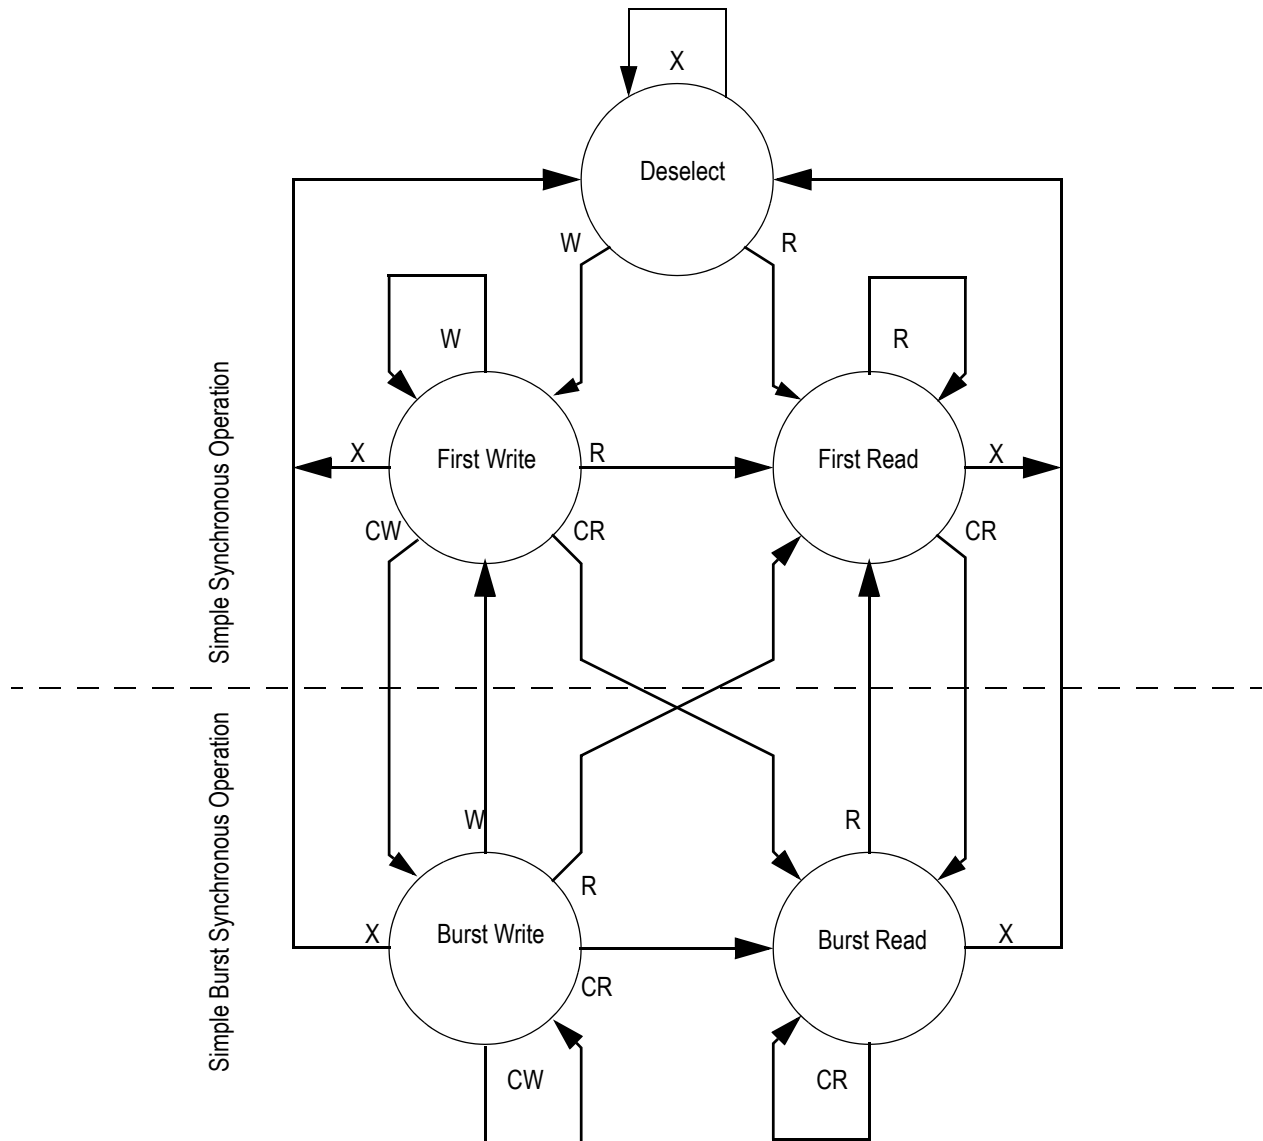 X
Deselect
W
R
W
R
X
First Write
R
First Read
X
CW
CR
CR
Simple Synchronous Operation
Simple Burst Synchronous Operation
W
R
R
X
Burst Write
Burst Read
X
CR
CW
CR